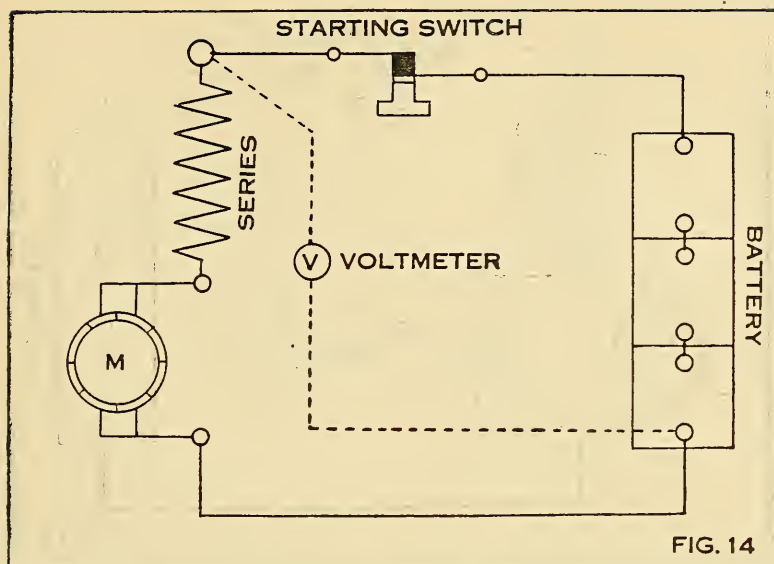 STARTING SWITCH
SERIES
V VOLTMETER
BATTERY
M
FIG. 14